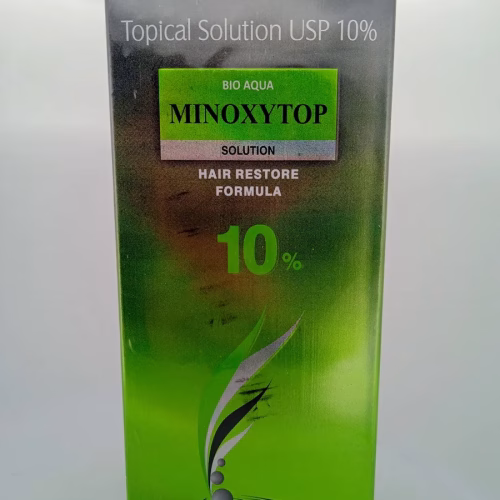 Topical Solution USP 10%
BIO AQUA
MINOXYTOP
SOLUTION
HAIR RESTORE
FORMULA
10%